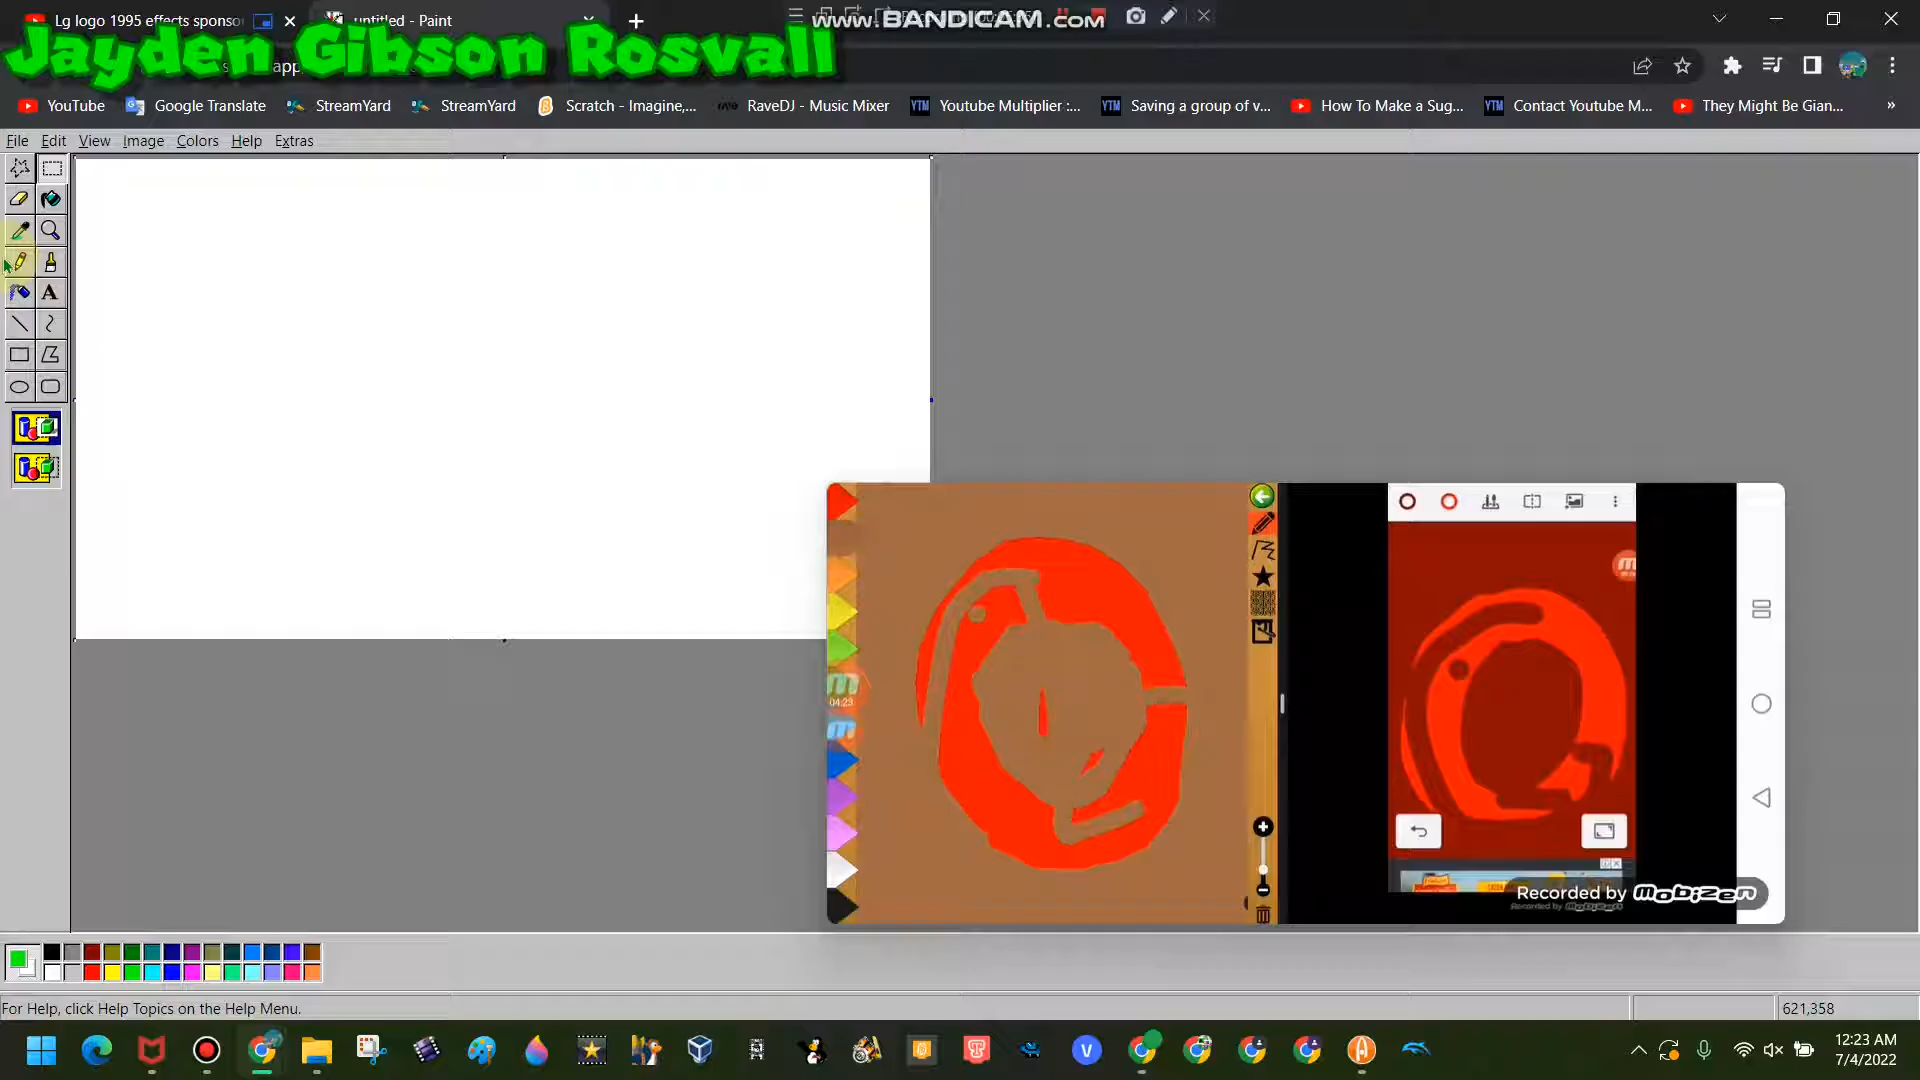 Lg logo 1995 effects sponso
untitled - Paint
www.BANDICAM.com
Jayden Gibson Rosvall
YouTube
Google Translate
StreamYard
StreamYard
Scratch - Imagine,...
RaveDJ - Music Mixer
Youtube Multiplier :...
Saving a group of v...
How To Make a Sug...
Contact Youtube M...
They Might Be Gian...
File Edit View Image Colors Help Extras
04:23
Recorded by Mobizen
Recorded by Mobizen
For Help, click Help Topics on the Help Menu.
621,358
12:23 AM
7/4/2022